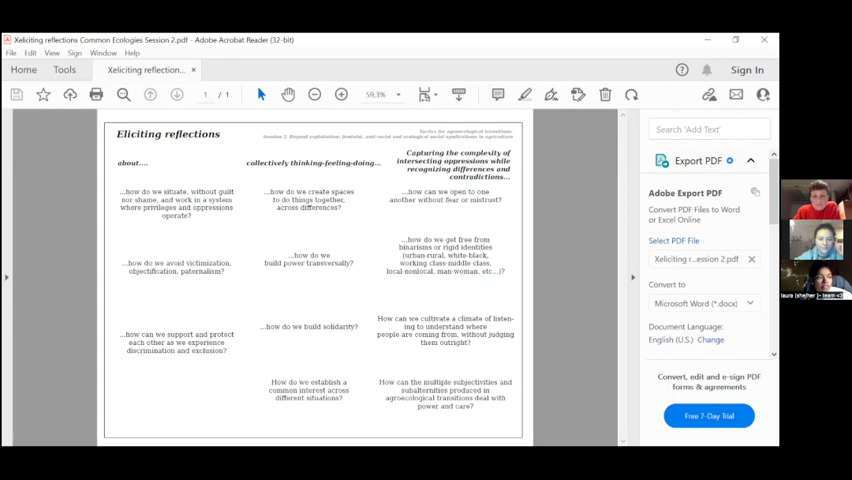 Xeliciting reflections Common Ecologies Session 2.pdf - Adobe Acrobat Reader (32-bit)
File Edit View Sign Window Help
Home Tools Xeliciting reflection... × Sign In
1 / 1 59,3%
Eliciting reflections
Tactics for agroecological transitions.
Session 2. Beyond exploitation: feminist, anti-racist and ecological social syndicalisms in agriculture
about....
...how do we situate, without guilt
nor shame, and work in a system
where privileges and oppressions
operate?
...how do we avoid victimization,
objectification, paternalism?
...how can we support and protect
each other as we experience
discrimination and exclusion?
collectively thinking-feeling-doing...
...how do we create spaces
to do things together,
across differences?
...how do we
build power transversally?
...how do we build solidarity?
How do we establish a
common interest across
different situations?
Capturing the complexity of
intersecting oppressions while
recognizing differences and
contradictions...
...how can we open to one
another without fear or mistrust?
...how do we get free from
binarisms or rigid identities
(urban-rural, white-black,
working class-middle class,
local-nonlocal, man-woman, etc...)?
How can we cultivate a climate of listen-
ing to understand where
people are coming from, without judging
them outright?
How can the multiple subjectivities and
subalternities produced in
agroecological transitions deal with
power and care?
Search 'Add Text'
Export PDF
Adobe Export PDF
Convert PDF Files to Word
or Excel Online
Select PDF File
Xeliciting r...ession 2.pdf
Convert to
Microsoft Word (*.docx)
Document Language:
English (U.S.) Change
Convert, edit and e-sign PDF
forms & agreements
Free 7-Day Trial
laura (she/her )- team <3